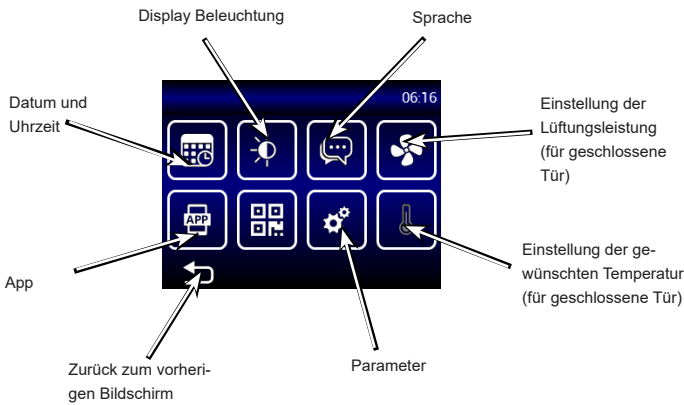 Display Beleuchtung
Sprache
Datum und
Uhrzeit
06:16
Einstellung der
Lüftungsleistung
(für geschlossene
Tür)
APP
App
Einstellung der ge-
wünschten Temperatur
(für geschlossene Tür)
Zurück zum vorheri-
gen Bildschirm
Parameter